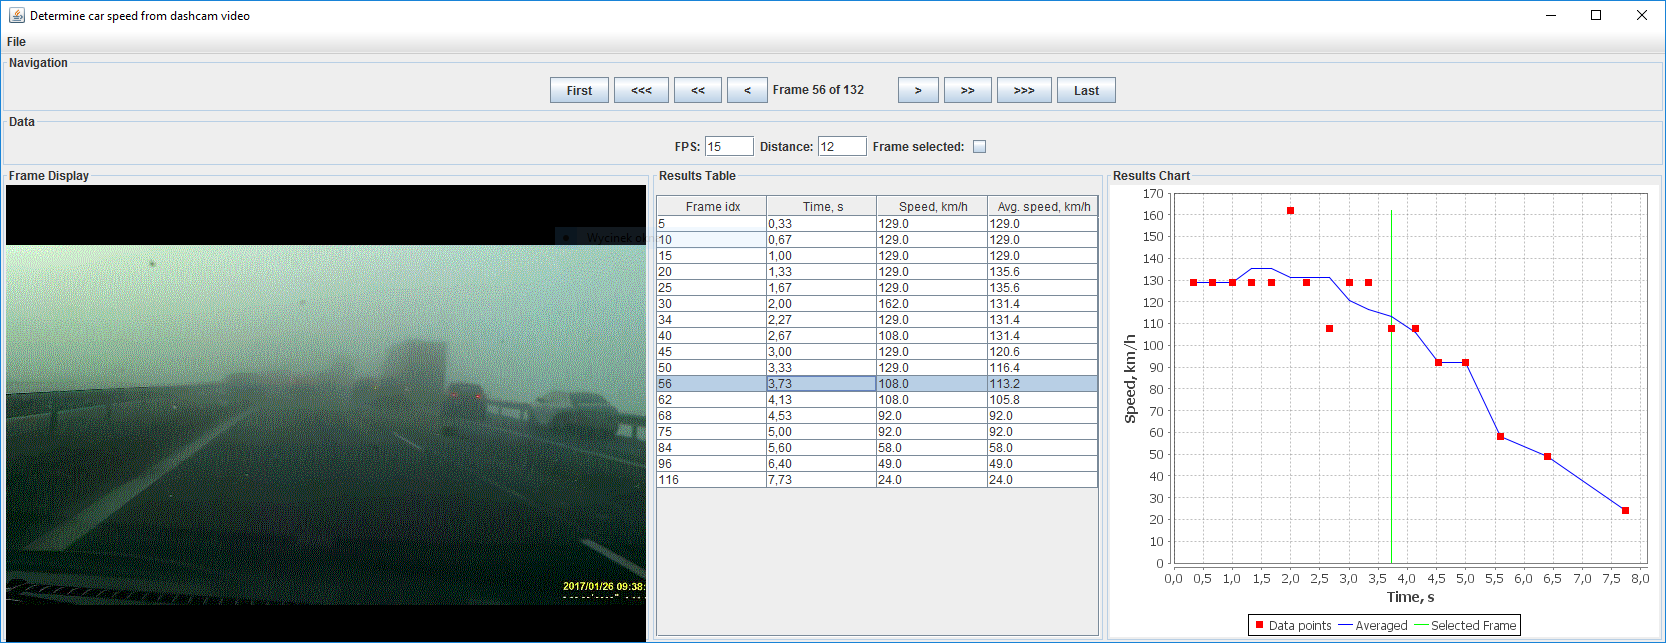 Determine car speed from dashcam video
File
Navigation
First <<< << < Frame 56 of 132 > >> >>> Last
Data
FPS: 15 Distance: 12 Frame selected:
Frame Display
2017/01/26 09:38:
Results Table
Frame idx Time, s Speed, km/h Avg. speed, km/h
5 0,33 129.0 129.0
10 0,67 129.0 129.0
15 1,00 129.0 129.0
20 1,33 129.0 135.6
25 1,67 129.0 135.6
30 2,00 162.0 131.4
34 2,27 129.0 131.4
40 2,67 108.0 131.4
45 3,00 129.0 120.6
50 3,33 129.0 116.4
56 3,73 108.0 113.2
62 4,13 108.0 105.8
68 4,53 92.0 92.0
75 5,00 92.0 92.0
84 5,60 58.0 58.0
96 6,40 49.0 49.0
116 7,73 24.0 24.0
Results Chart
170
160
150
140
130
120
110
100
90
80
70
60
50
40
30
20
10
0
Speed, km/h
0,0 0,5 1,0 1,5 2,0 2,5 3,0 3,5 4,0 4,5 5,0 5,5 6,0 6,5 7,0 7,5 8,0
Time, s
Data points Averaged Selected Frame